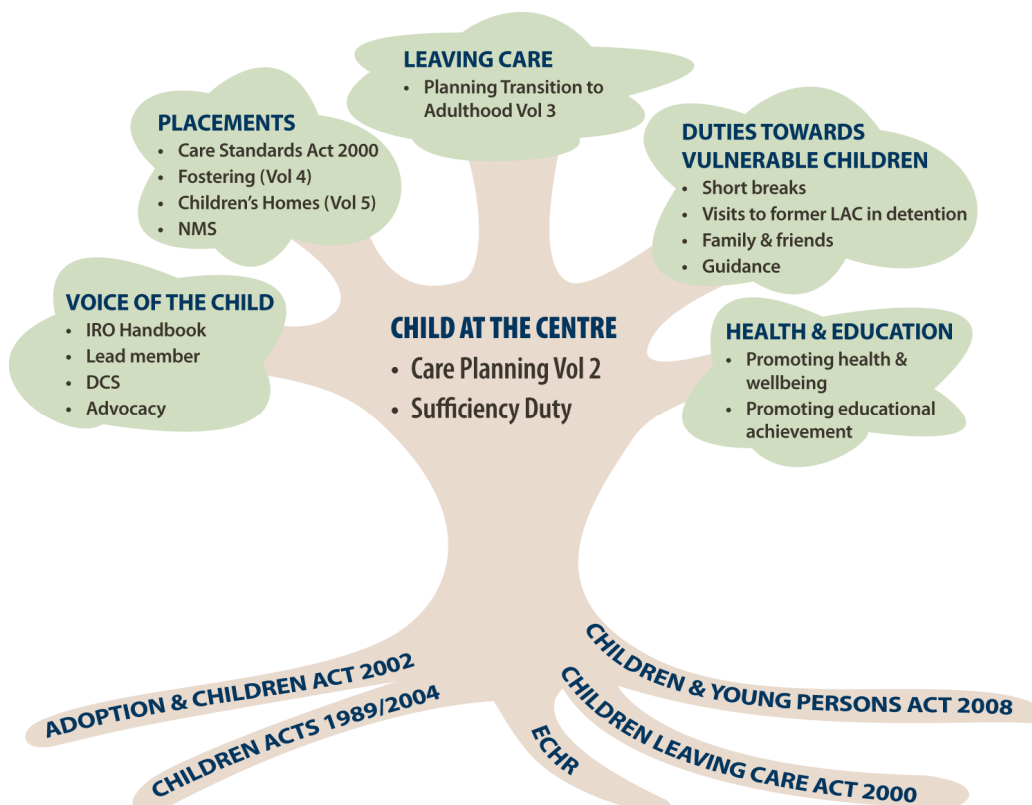 LEAVING CARE
• Planning Transition to
Adulthood Vol 3
PLACEMENTS
• Care Standards Act 2000
• Fostering (Vol 4)
• Children's Homes (Vol 5)
• NMS
DUTIES TOWARDS
VULNERABLE CHILDREN
• Short breaks
• Visits to former LAC in detention
• Family & friends
• Guidance
VOICE OF THE CHILD
• IRO Handbook
• Lead member
• DCS
• Advocacy
CHILD AT THE CENTRE
• Care Planning Vol 2
• Sufficiency Duty
HEALTH & EDUCATION
• Promoting health &
wellbeing
• Promoting educational
achievement
ADOPTION & CHILDREN ACT 2002
CHILDREN ACTS 1989/2004
ECHR
CHILDREN LEAVING CARE ACT 2000
CHILDREN & YOUNG PERSONS ACT 2008